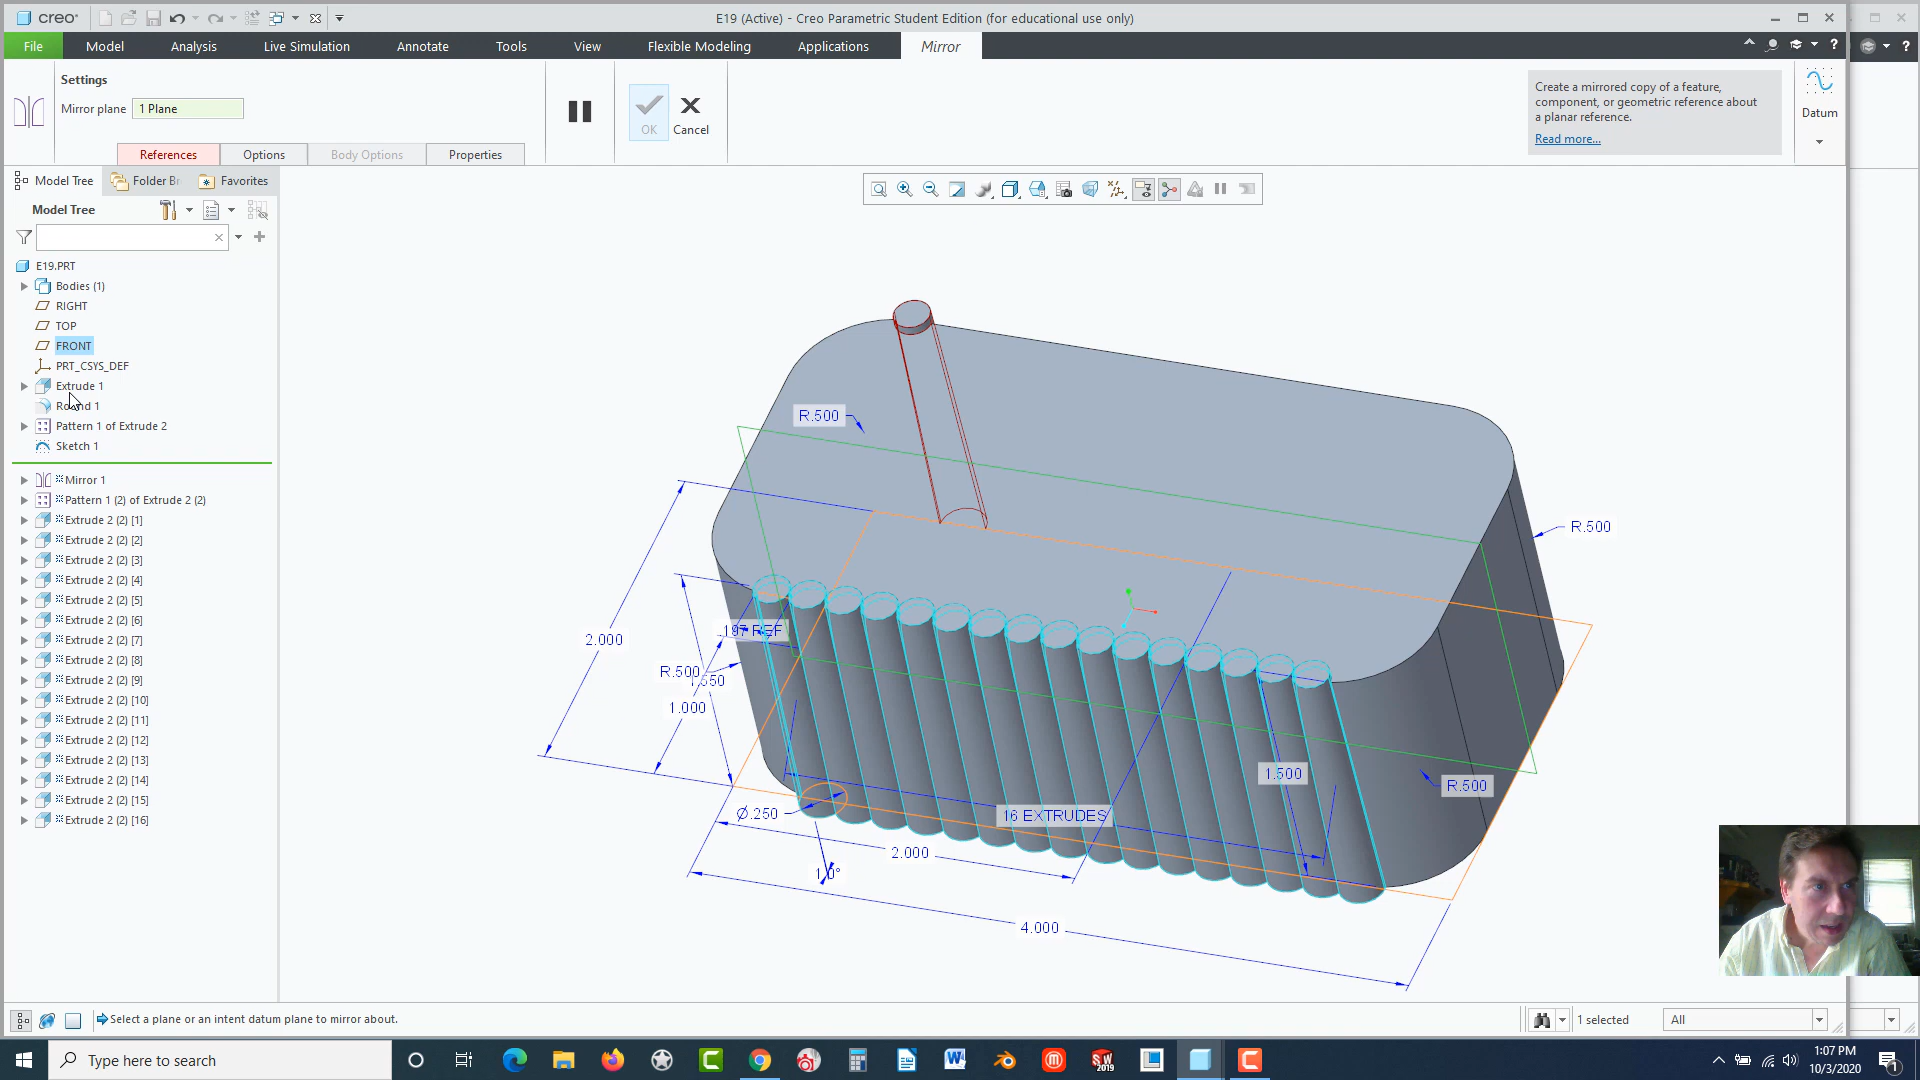 creo
E19 (Active) - Creo Parametric Student Edition (for educational use only)
File Model Analysis Live Simulation Annotate Tools View Flexible Modeling Applications Mirror
Settings
Mirror plane 1 Plane
OK
Cancel
References Options Body Options Properties
Create a mirrored copy of a feature,
component, or geometric reference about
a planar reference.
Read more...
Datum
Model Tree Folder Br Favorites
Model Tree
E19.PRT
Bodies (1)
RIGHT
TOP
FRONT
PRT_CSYS_DEF
Extrude 1
Round 1
Pattern 1 of Extrude 2
Sketch 1
Mirror 1
Pattern 1 (2) of Extrude 2 (2)
Extrude 2 (2) [1]
Extrude 2 (2) [2]
Extrude 2 (2) [3]
Extrude 2 (2) [4]
Extrude 2 (2) [5]
Extrude 2 (2) [6]
Extrude 2 (2) [7]
Extrude 2 (2) [8]
Extrude 2 (2) [9]
Extrude 2 (2) [10]
Extrude 2 (2) [11]
Extrude 2 (2) [12]
Extrude 2 (2) [13]
Extrude 2 (2) [14]
Extrude 2 (2) [15]
Extrude 2 (2) [16]
R.500
R.500
2.000
.197 REF
R.500
1.000
1.500
R.500
Ø.250
16 EXTRUDES
2.000
4.000
Select a plane or an intent datum plane to mirror about.
1 selected
All
Type here to search
SW
2019
1:07 PM
10/3/2020
1